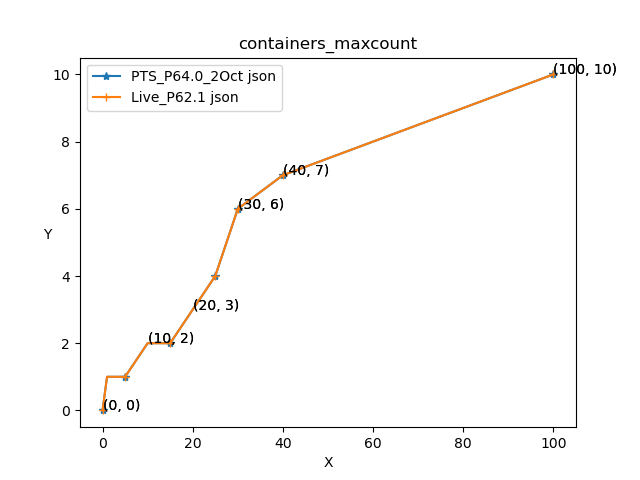 containers_maxcount
PTS_P64.0_2Oct json
Live_P62.1 json
(100, 10)
(40, 7)
(30, 6)
(20, 3)
(10, 2)
(0, 0)
Y
10
8
6
4
2
0
0 20 40 60 80 100
X